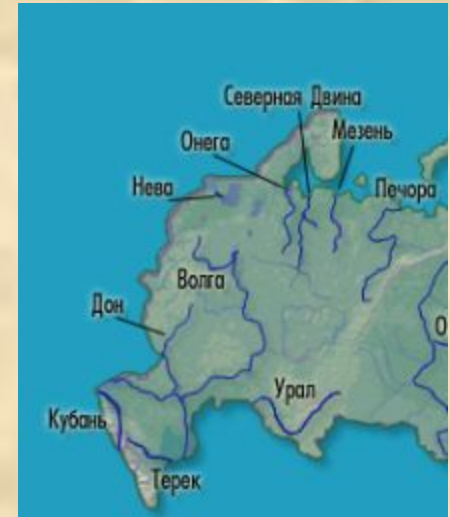 Северная Двина
Онега
Мезень
Нева
Печора
Волга
Дон
О
Урал
Кубань
Терек